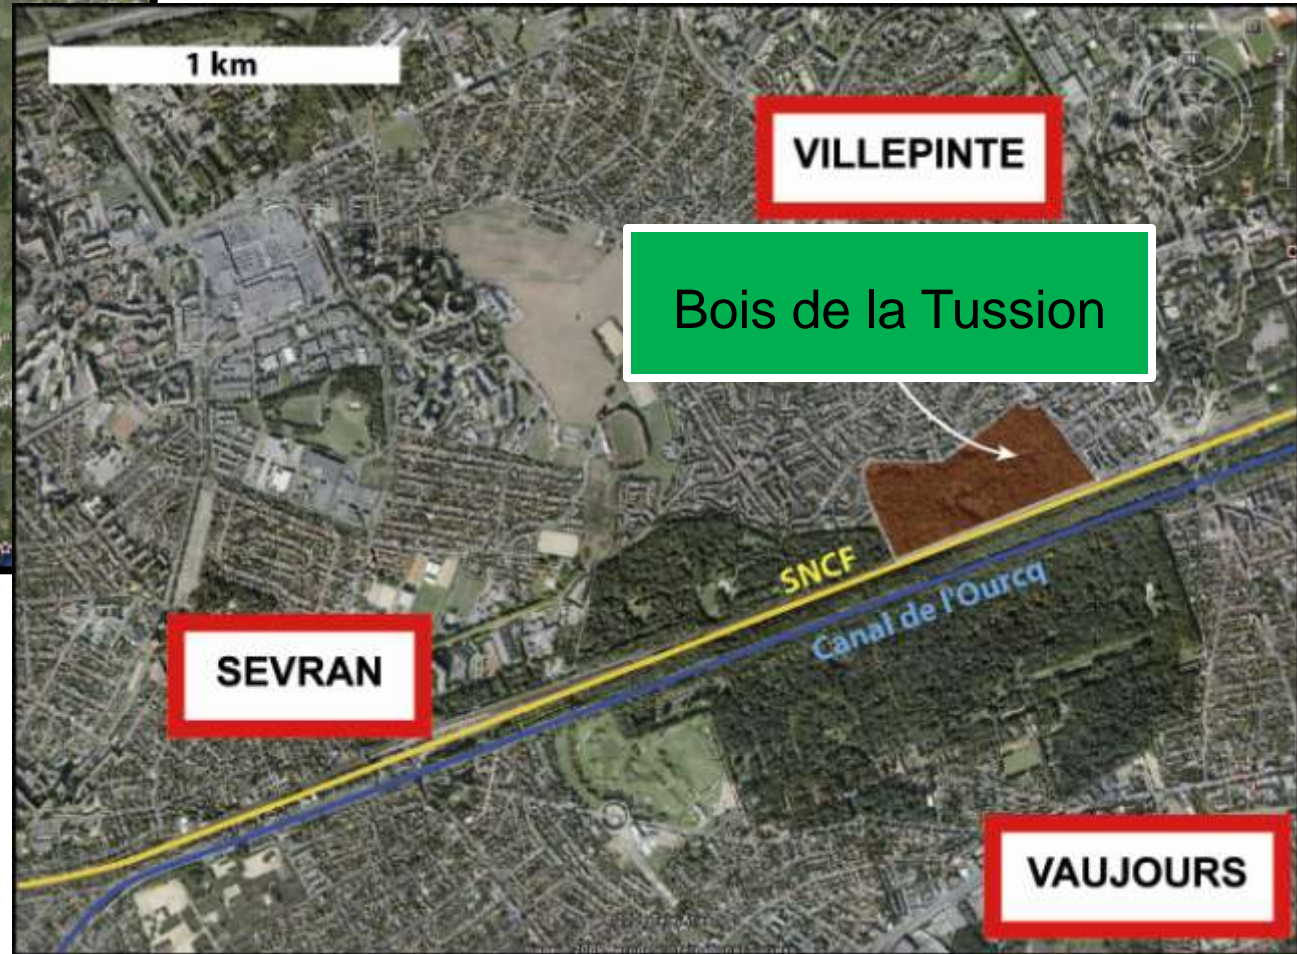 1 km
VILLEPINTE
Bois de la Tussion
SNCF
Canal de l'Ourcq
SEVRAN
VAUJOURS